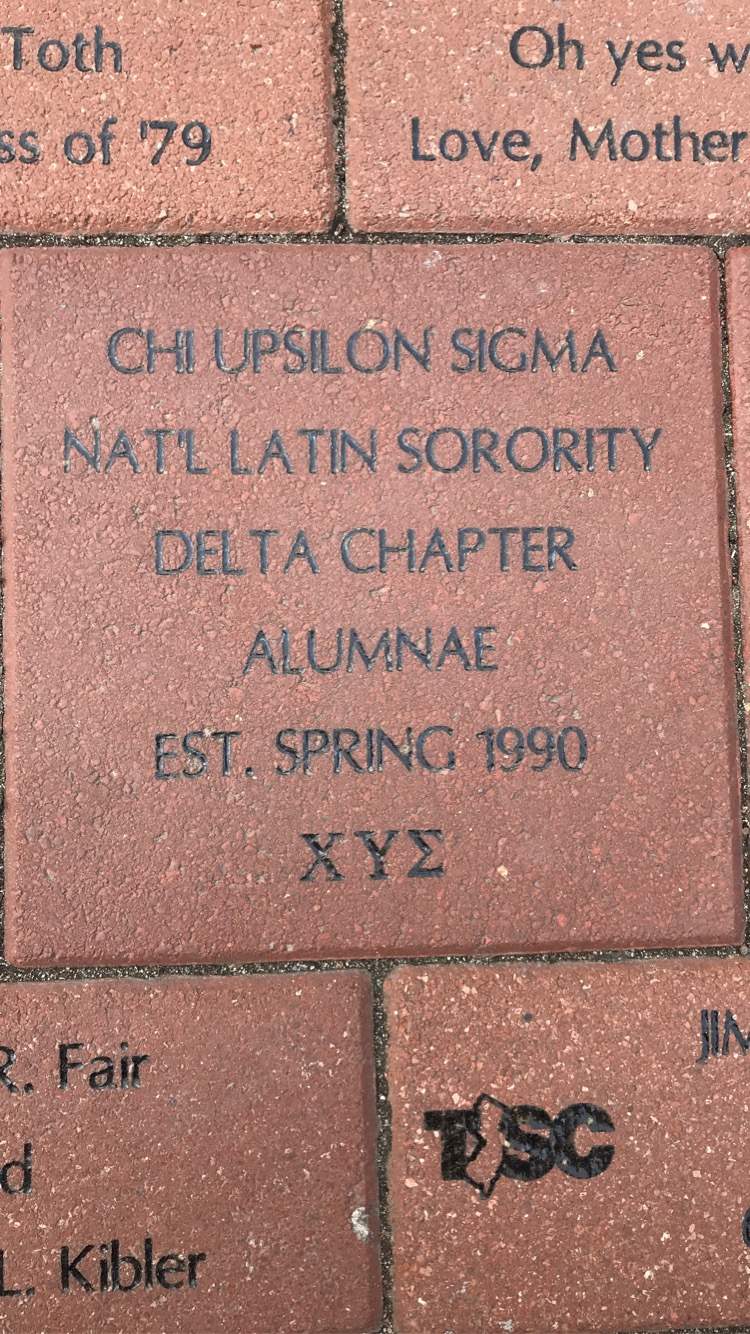 Toth
ss of '79
Oh yes w
Love, Mother
CHI UPSILON SIGMA
NAT'L LATIN SORORITY
DELTA CHAPTER
ALUMNAE
EST. SPRING 1990
ΧΥΣ
R. Fair
d
L. Kibler
JIM
TSC